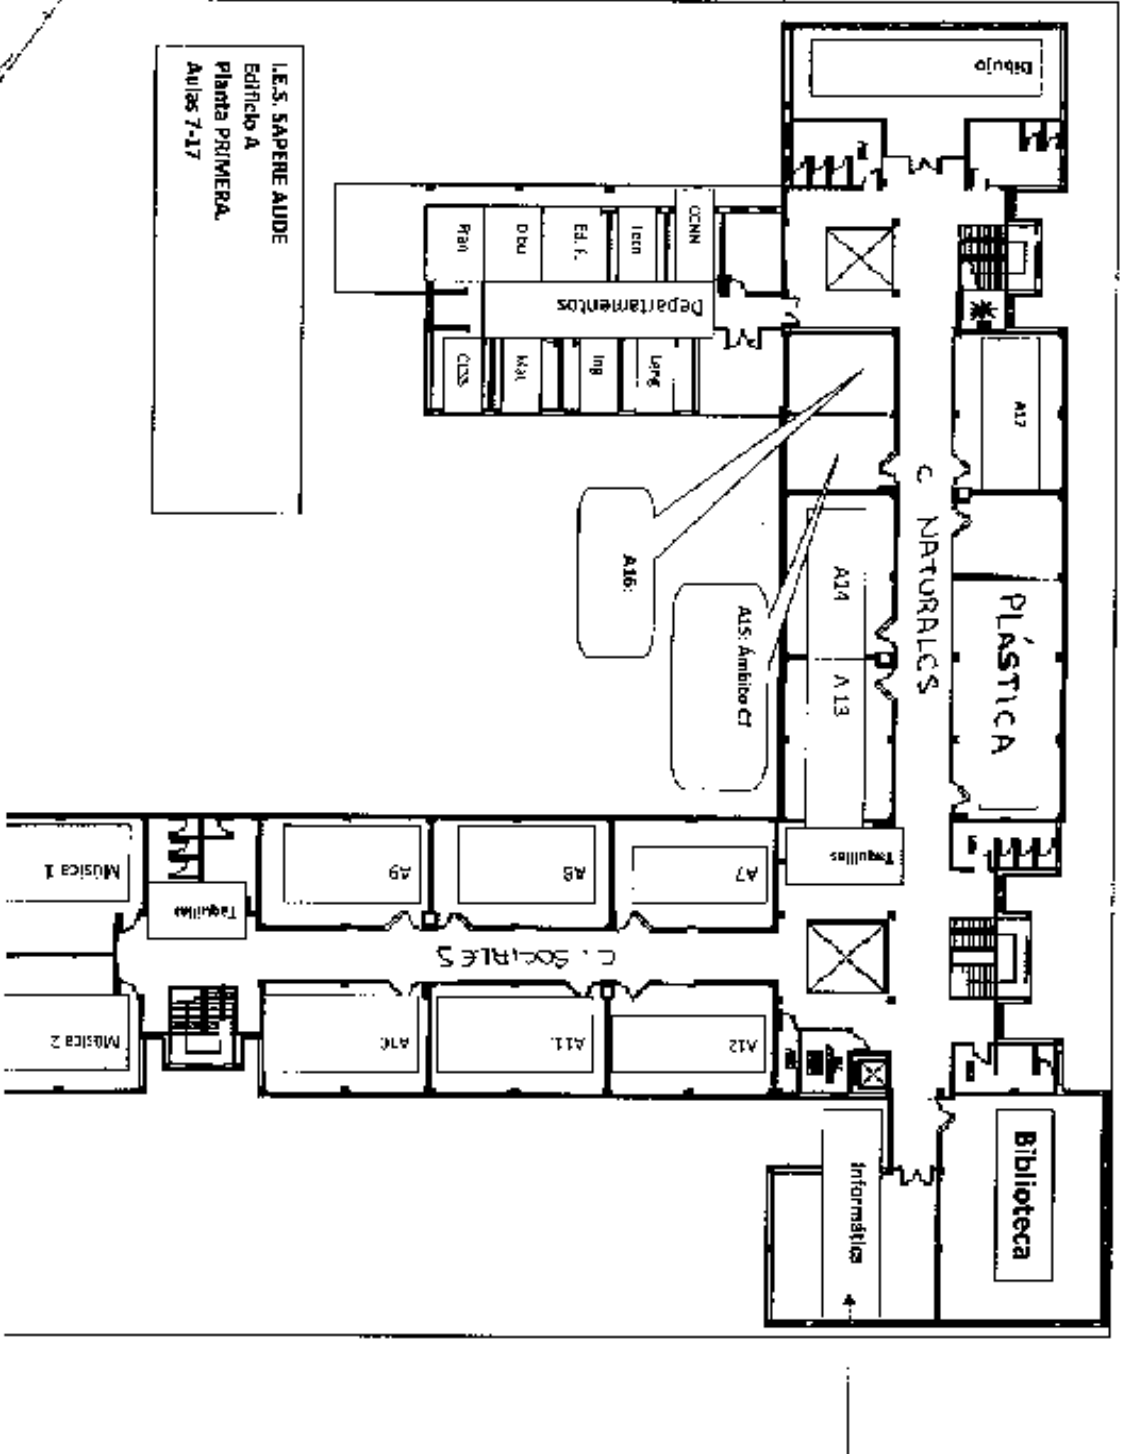 I.E.S. SAPERE AUDE
Edificio A
Planta PRIMERA.
Aulas 7-17
Dibujo
CCNN
Tecn
Ed. F.
Dibu
Fran
Departamentos
Leng
Ing
Mat
CCSS
A17
C NATURALES
A16:
A15: Ámbito CT
A14
A 13
PLÁSTICA
Taquillas
A7
A8
A9
Taquillas
Música 1
C. SOCIALES
Música 2
A10
A11.
A12
Informática
Biblioteca